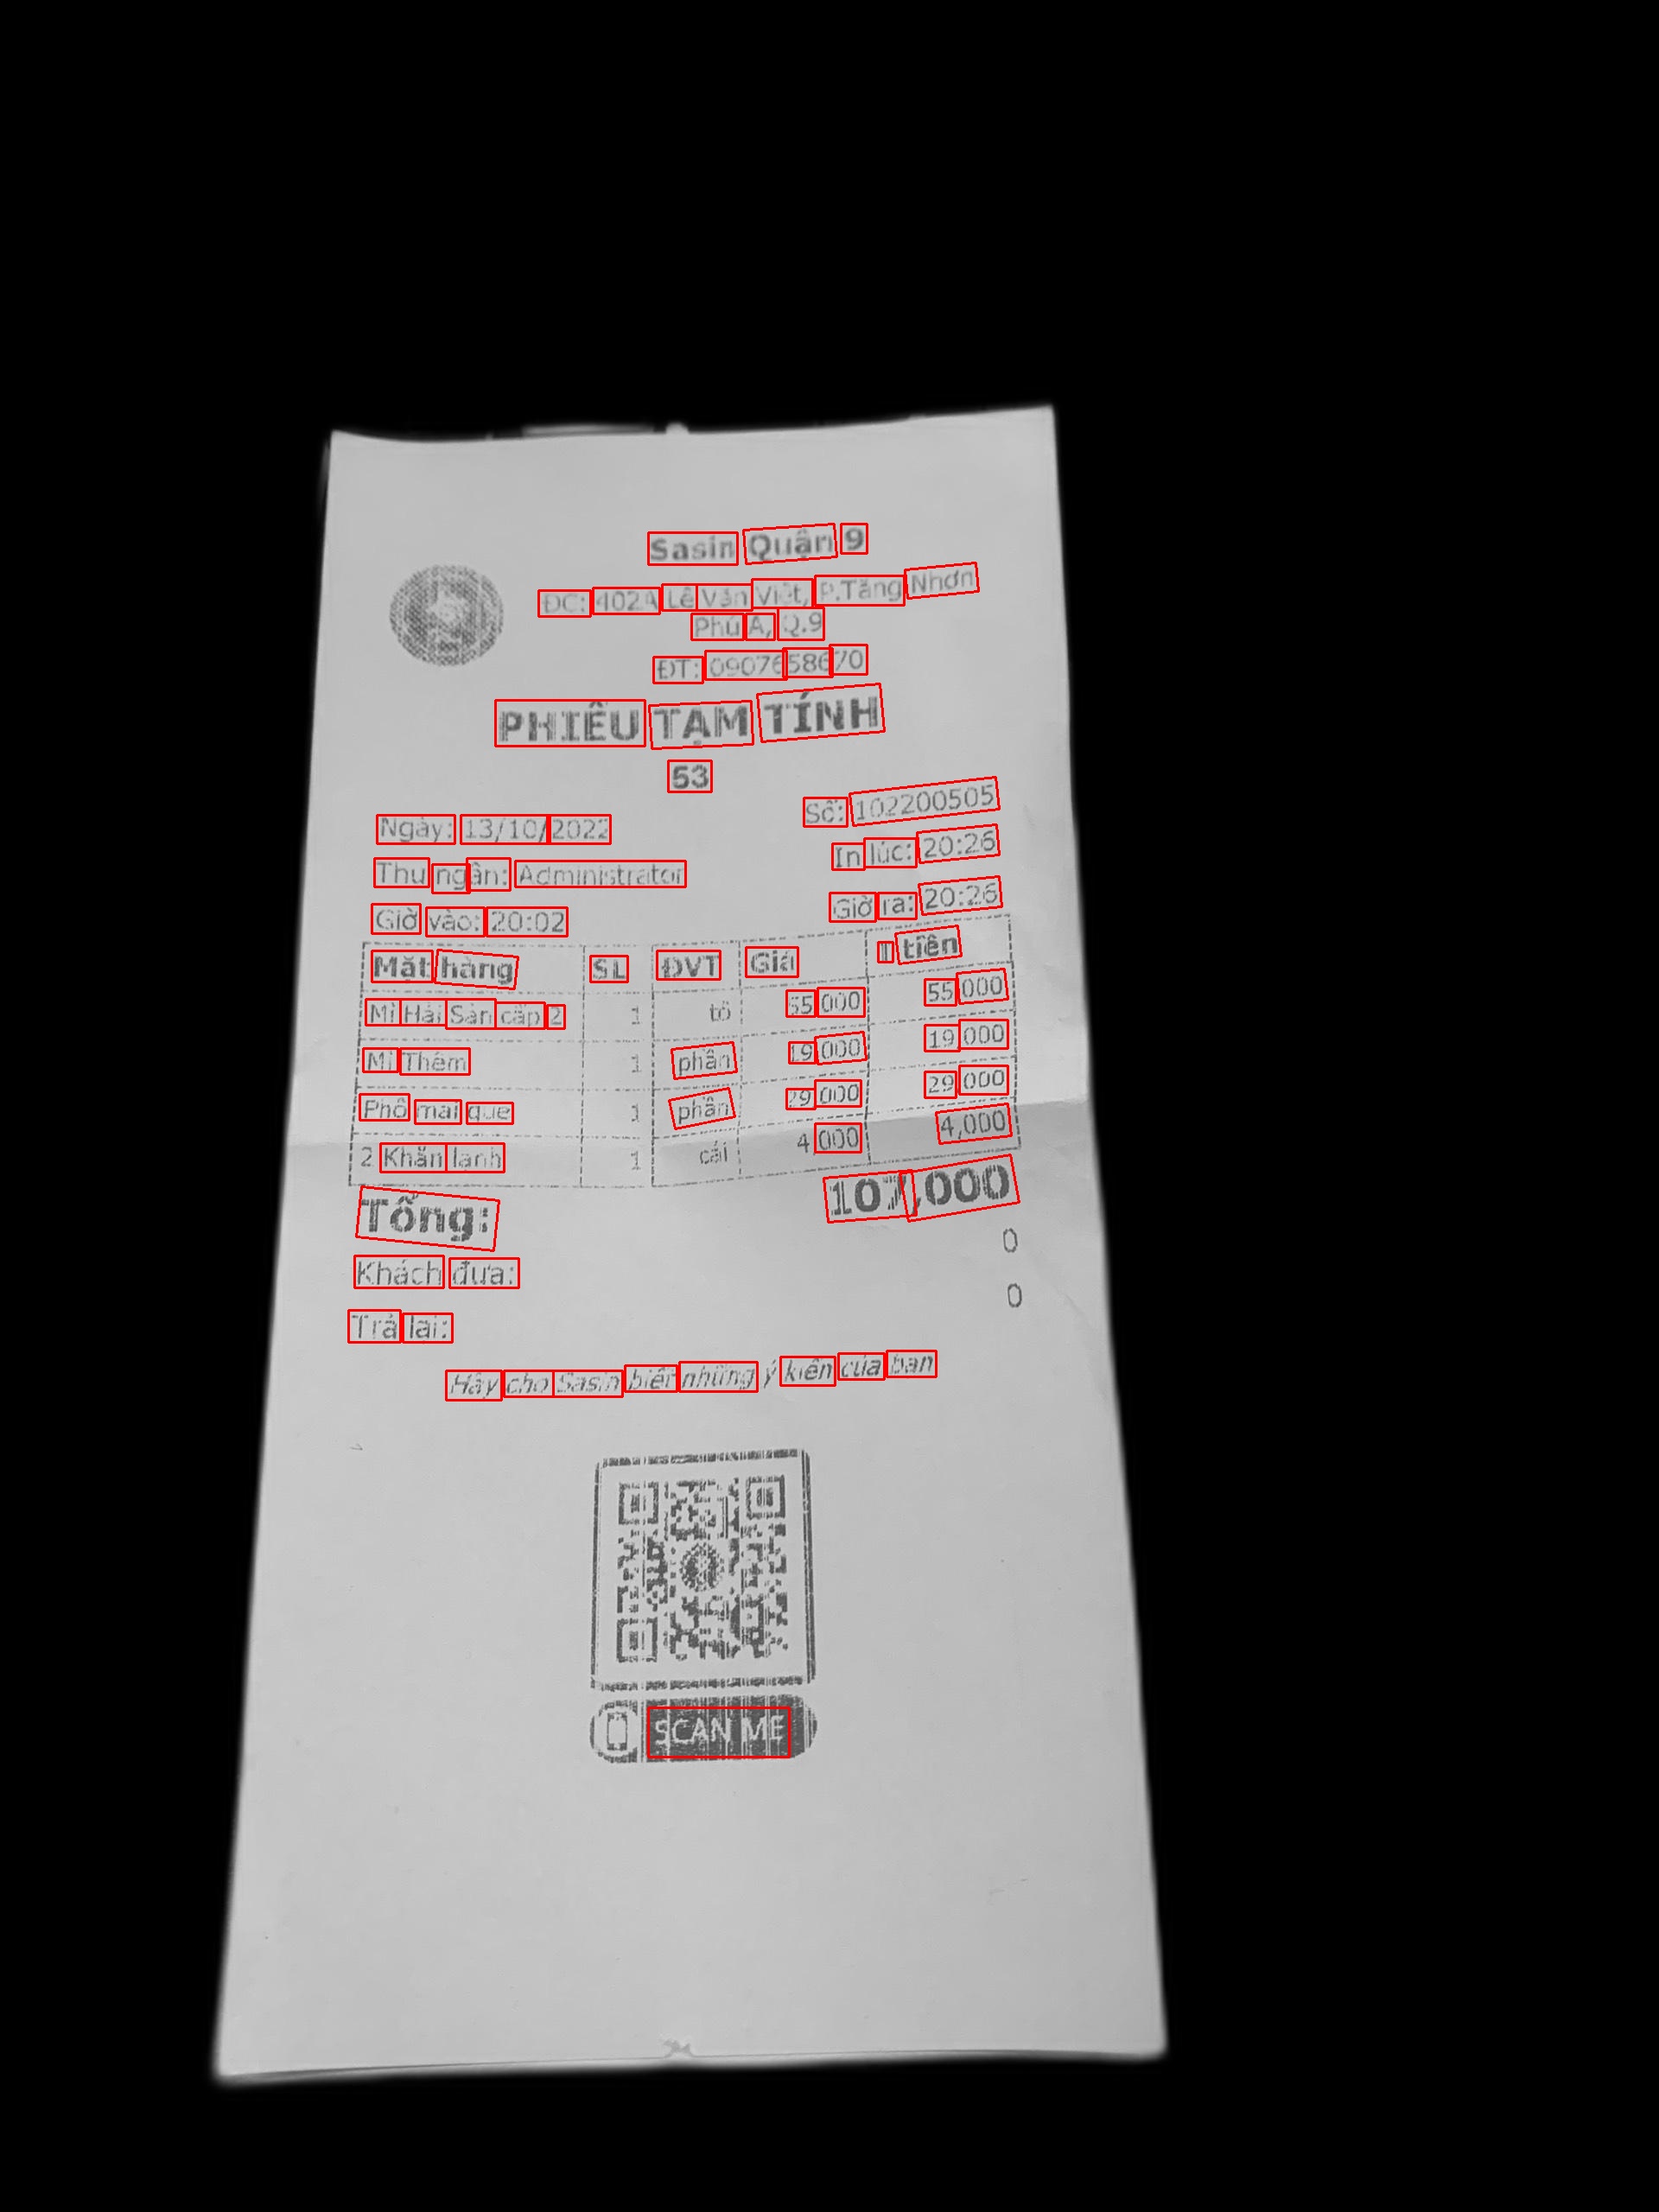 Sasin Quận 9
ĐC: 402A Lê Văn Việt, P.Tăng Nhơn
Phú A, Q.9
ĐT: 0907658670
PHIẾU TẠM TÍNH
53
Số: 102200505
Ngày: 13/10/2022
In lúc: 20:26
Thu ngân: Administrator
Giờ ra: 20:26
Giờ vào: 20:02
Mặt hàng SL ĐVT Giá T tiền
Mì Hải Sản cấp 2 1 tô 55,000 55,000
Mì Thêm 1 phần 19,000 19,000
Phô mai que 1 phần 29,000 29,000
2 Khăn lạnh 1 cái 4,000 4,000
Tổng: 107,000
Khách đưa: 0
Trả lại: 0
Hãy cho Sasin biết những ý kiến của bạn
SCAN ME